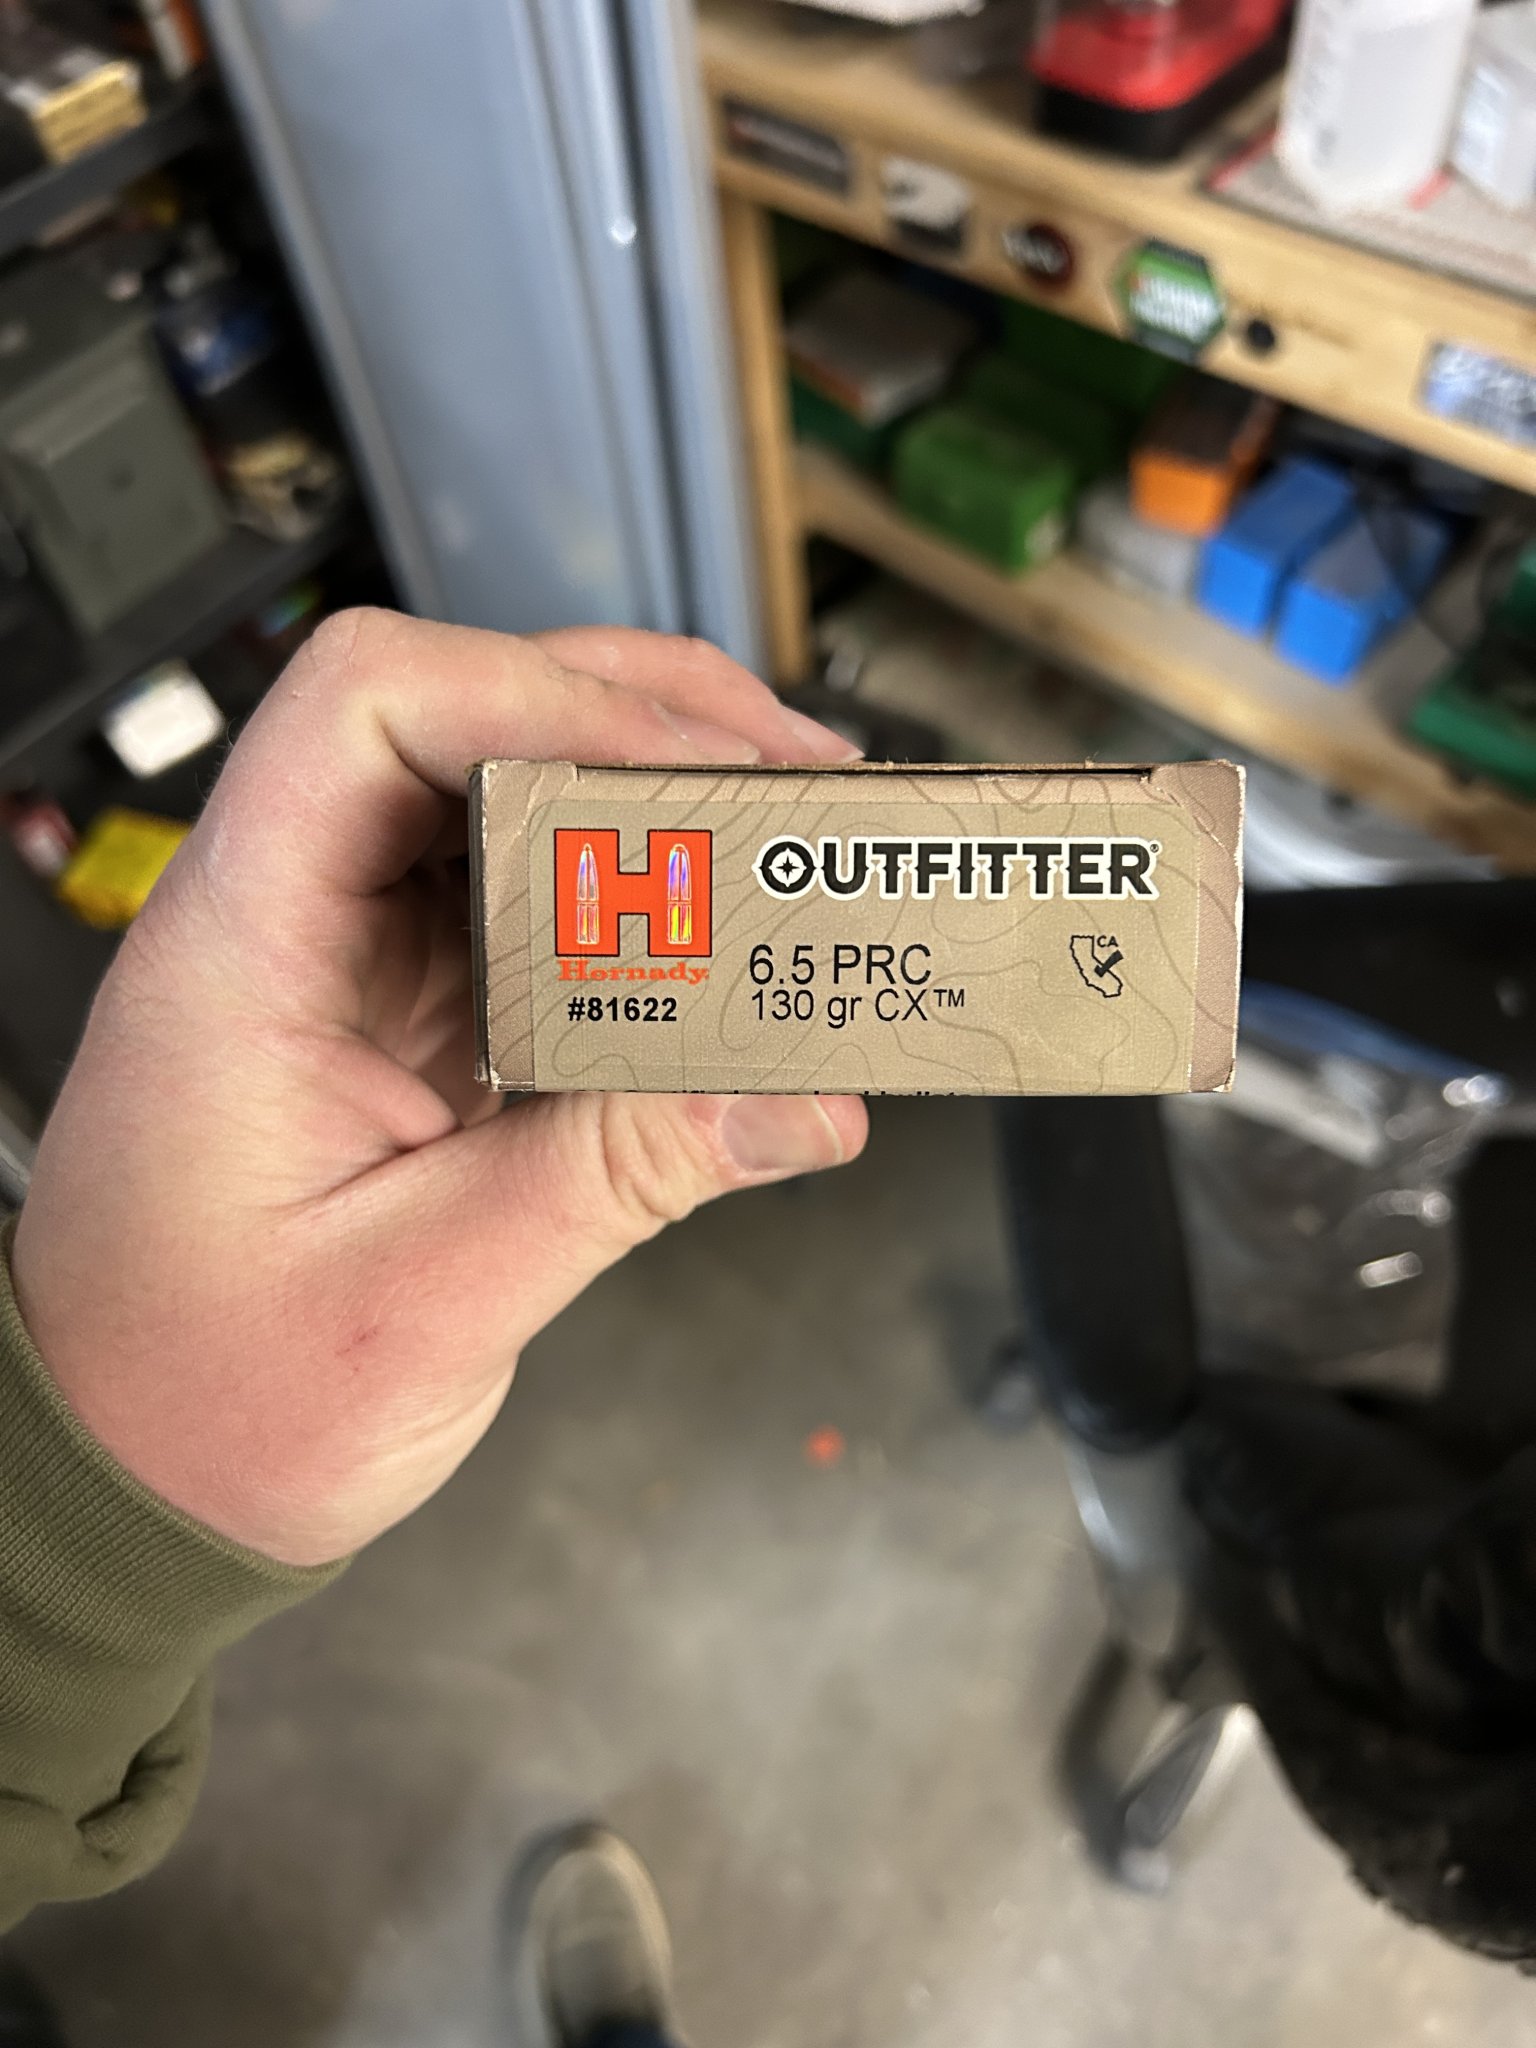 OUTFITTER®
Hornady
6.5 PRC
CA
#81622
130 gr CX™